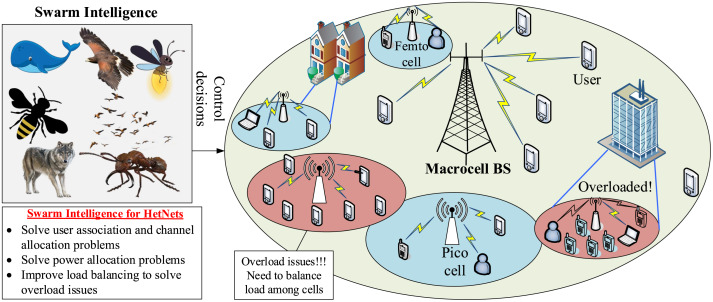 Swarm Intelligence
Control
decisions
Femto
cell
User
Macrocell BS
Overloaded!
Pico
cell
Overload issues!!!
Need to balance
load among cells
Swarm Intelligence for HetNets
• Solve user association and channel
allocation problems
• Solve power allocation problems
• Improve load balancing to solve
overload issues